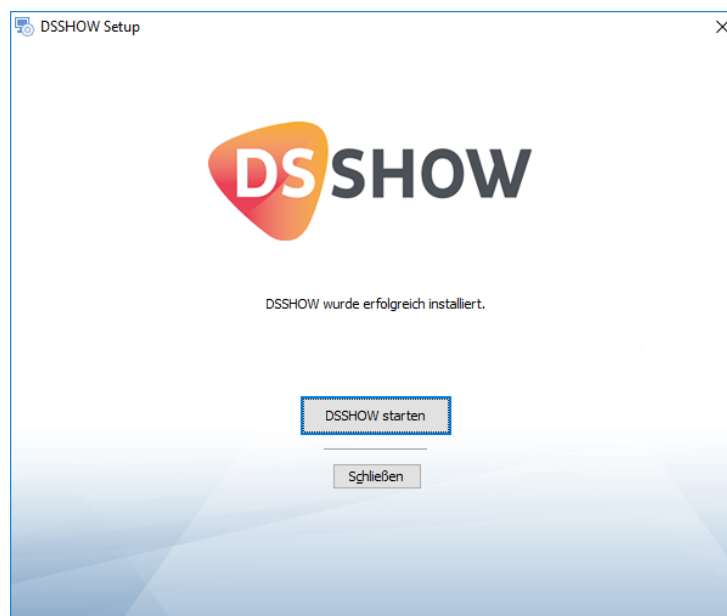 DSSHOW Setup
DSSHOW
DSSHOW wurde erfolgreich installiert.
DSSHOW starten
Schließen